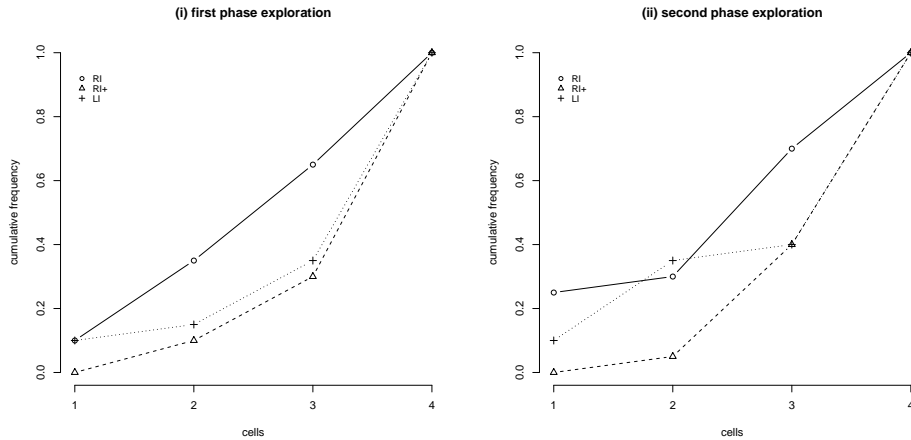 (i) first phase exploration
RI
RI+
LI
cumulative frequency
0.0 0.2 0.4 0.6 0.8 1.0
1 2 3 4
cells
(ii) second phase exploration
RI
RI+
LI
cumulative frequency
0.0 0.2 0.4 0.6 0.8 1.0
1 2 3 4
cells